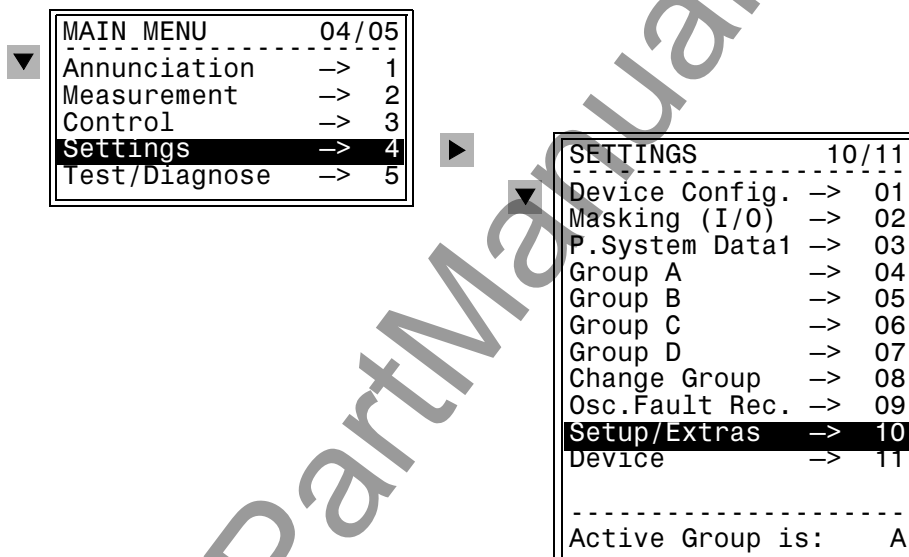 MAIN MENU 04/05
---------------------
Annunciation –> 1
Measurement –> 2
Control –> 3
Settings –> 4
Test/Diagnose –> 5
SETTINGS 10/11
---------------------
Device Config. –> 01
Masking (I/O) –> 02
P.System Data1 –> 03
Group A –> 04
Group B –> 05
Group C –> 06
Group D –> 07
Change Group –> 08
Osc.Fault Rec. –> 09
Setup/Extras –> 10
Device –> 11
---------------------
Active Group is: A
PartManual